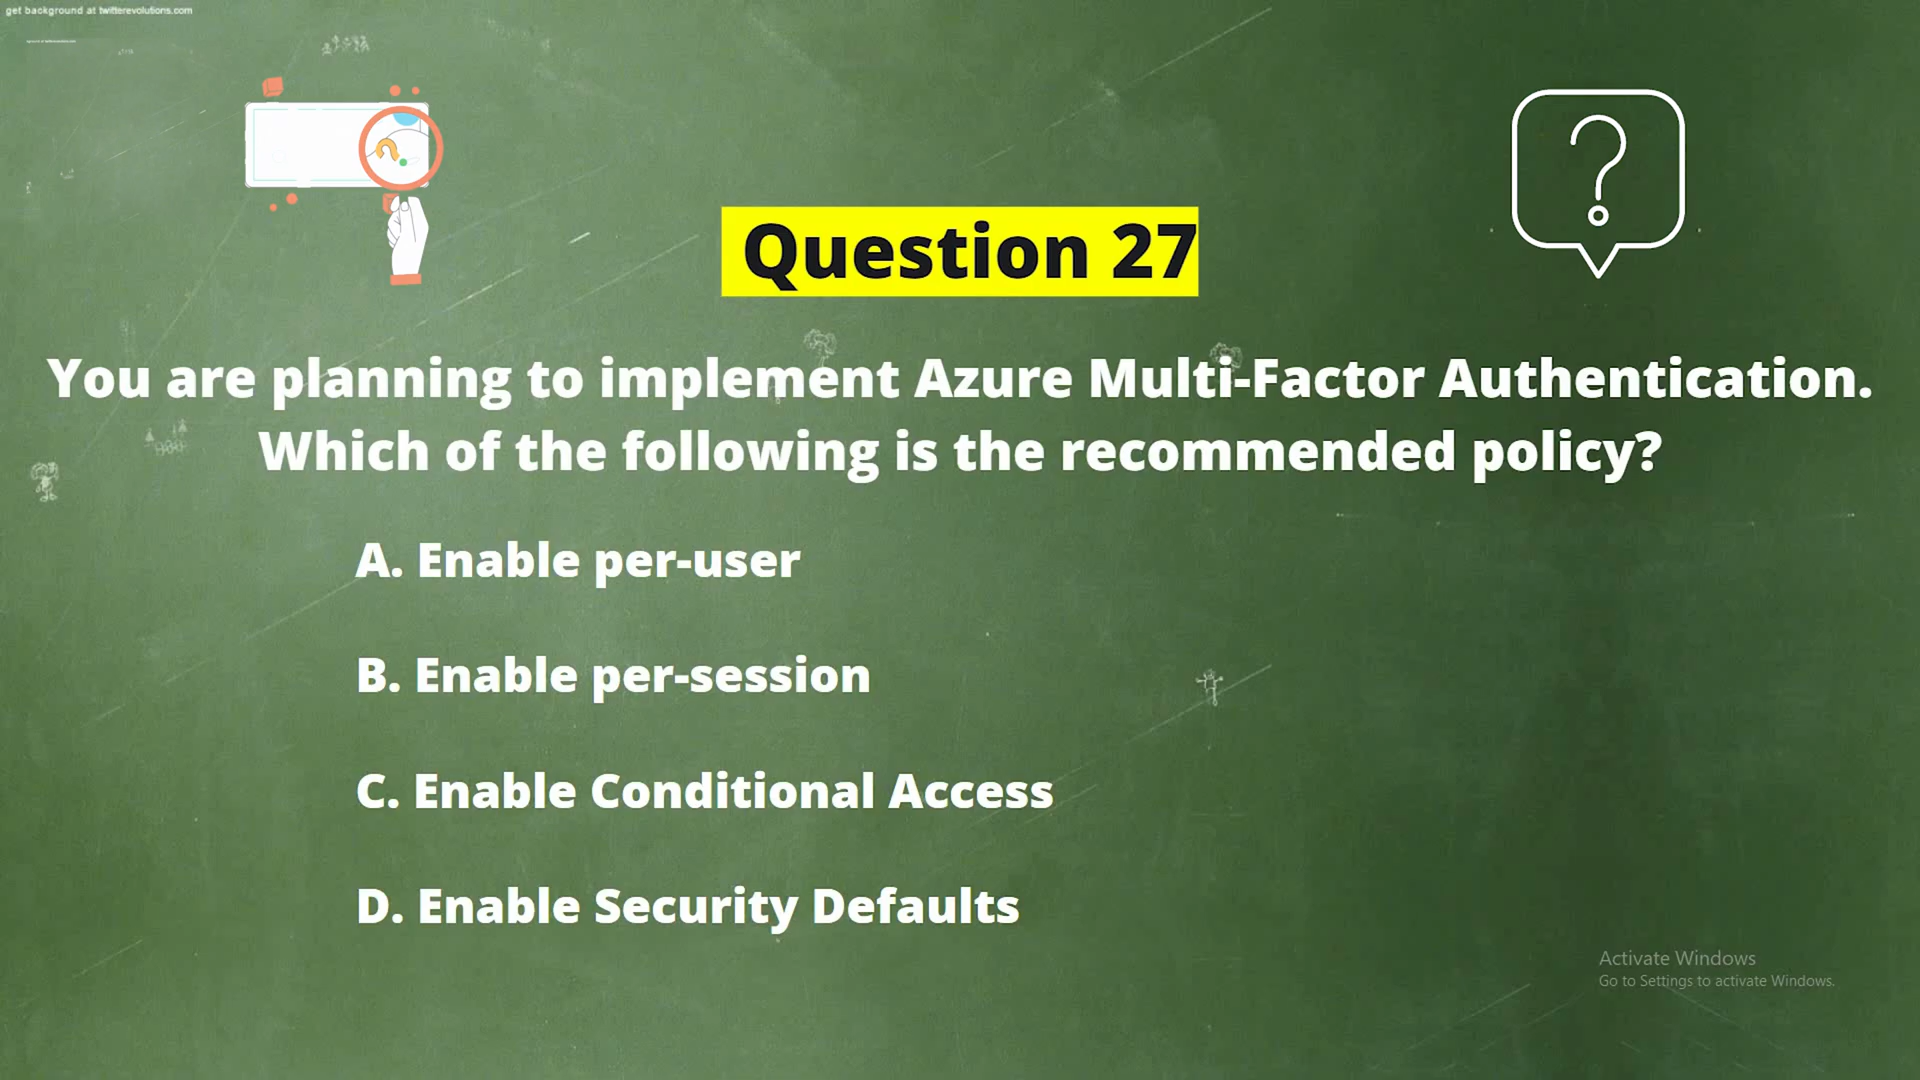 get background at twitterevolutions.com
Question 27
You are planning to implement Azure Multi-Factor Authentication.
Which of the following is the recommended policy?
A. Enable per-user
B. Enable per-session
C. Enable Conditional Access
D. Enable Security Defaults
Activate Windows
Go to Settings to activate Windows.